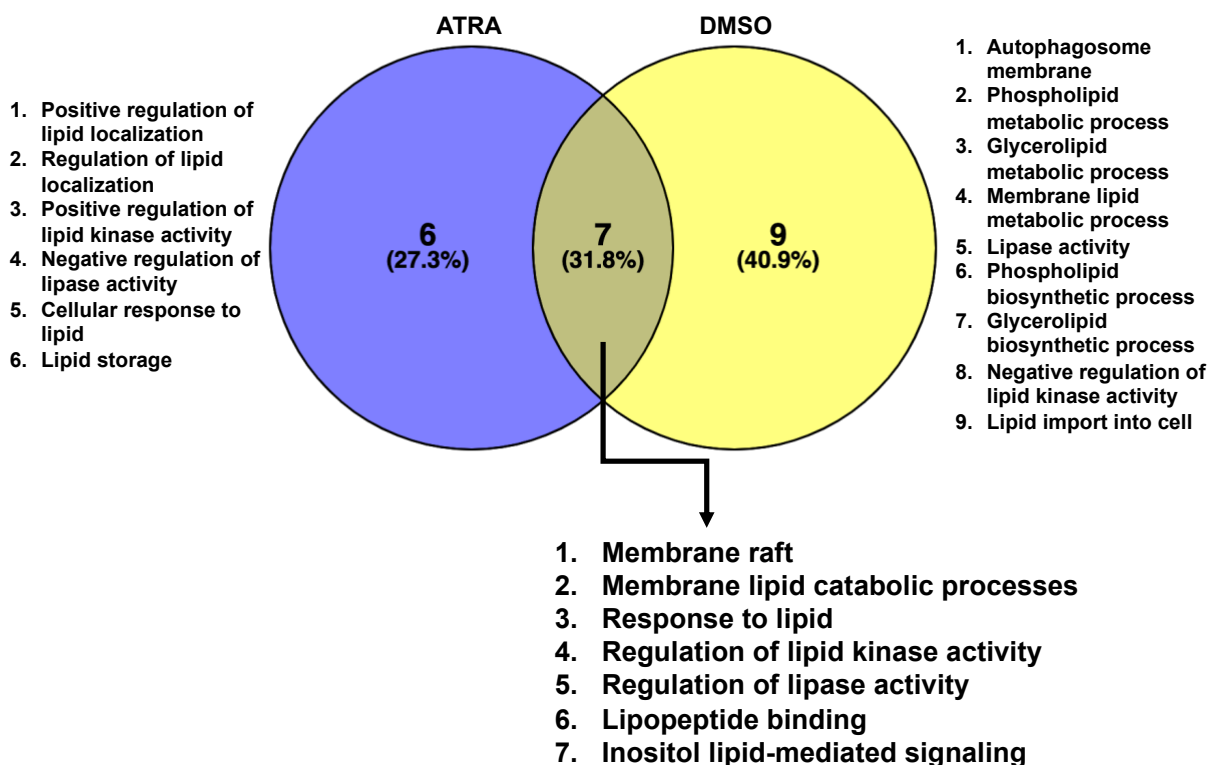 ATRA
DMSO
1. Positive regulation of
lipid localization
2. Regulation of lipid
localization
3. Positive regulation of
lipid kinase activity
4. Negative regulation of
lipase activity
5. Cellular response to
lipid
6. Lipid storage
6
(27.3%)
7
(31.8%)
9
(40.9%)
1. Autophagosome
membrane
2. Phospholipid
metabolic process
3. Glycerolipid
metabolic process
4. Membrane lipid
metabolic process
5. Lipase activity
6. Phospholipid
biosynthetic process
7. Glycerolipid
biosynthetic process
8. Negative regulation of
lipid kinase activity
9. Lipid import into cell
1. Membrane raft
2. Membrane lipid catabolic processes
3. Response to lipid
4. Regulation of lipid kinase activity
5. Regulation of lipase activity
6. Lipopeptide binding
7. Inositol lipid-mediated signaling